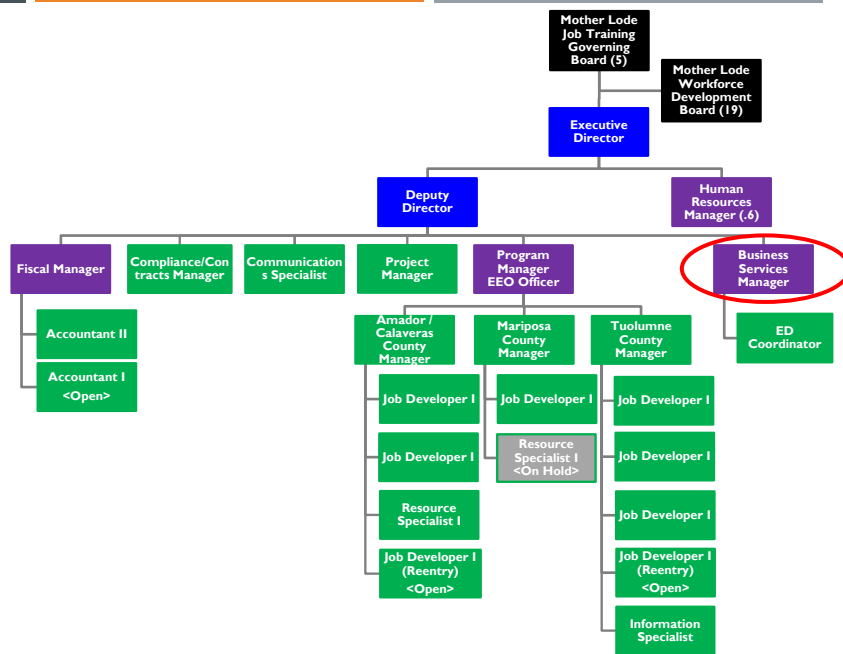 Mother Lode
Job Training
Governing
Board (5)
Mother Lode
Workforce
Development
Board (19)
Executive
Director
Deputy
Director
Human
Resources
Manager (.6)
Fiscal Manager
Compliance/Con
tracts Manager
Communication
s Specialist
Project
Manager
Program
Manager
EEO Officer
Business
Services
Manager
Accountant II
Accountant I
<Open>
Amador /
Calaveras
County
Manager
Mariposa
County
Manager
Tuolumne
County
Manager
ED
Coordinator
Job Developer I
Job Developer I
Resource
Specialist I
Job Developer I
(Reentry)
<Open>
Job Developer I
Resource
Specialist I
<On Hold>
Job Developer I
Job Developer I
Job Developer I
Job Developer I
(Reentry)
<Open>
Information
Specialist